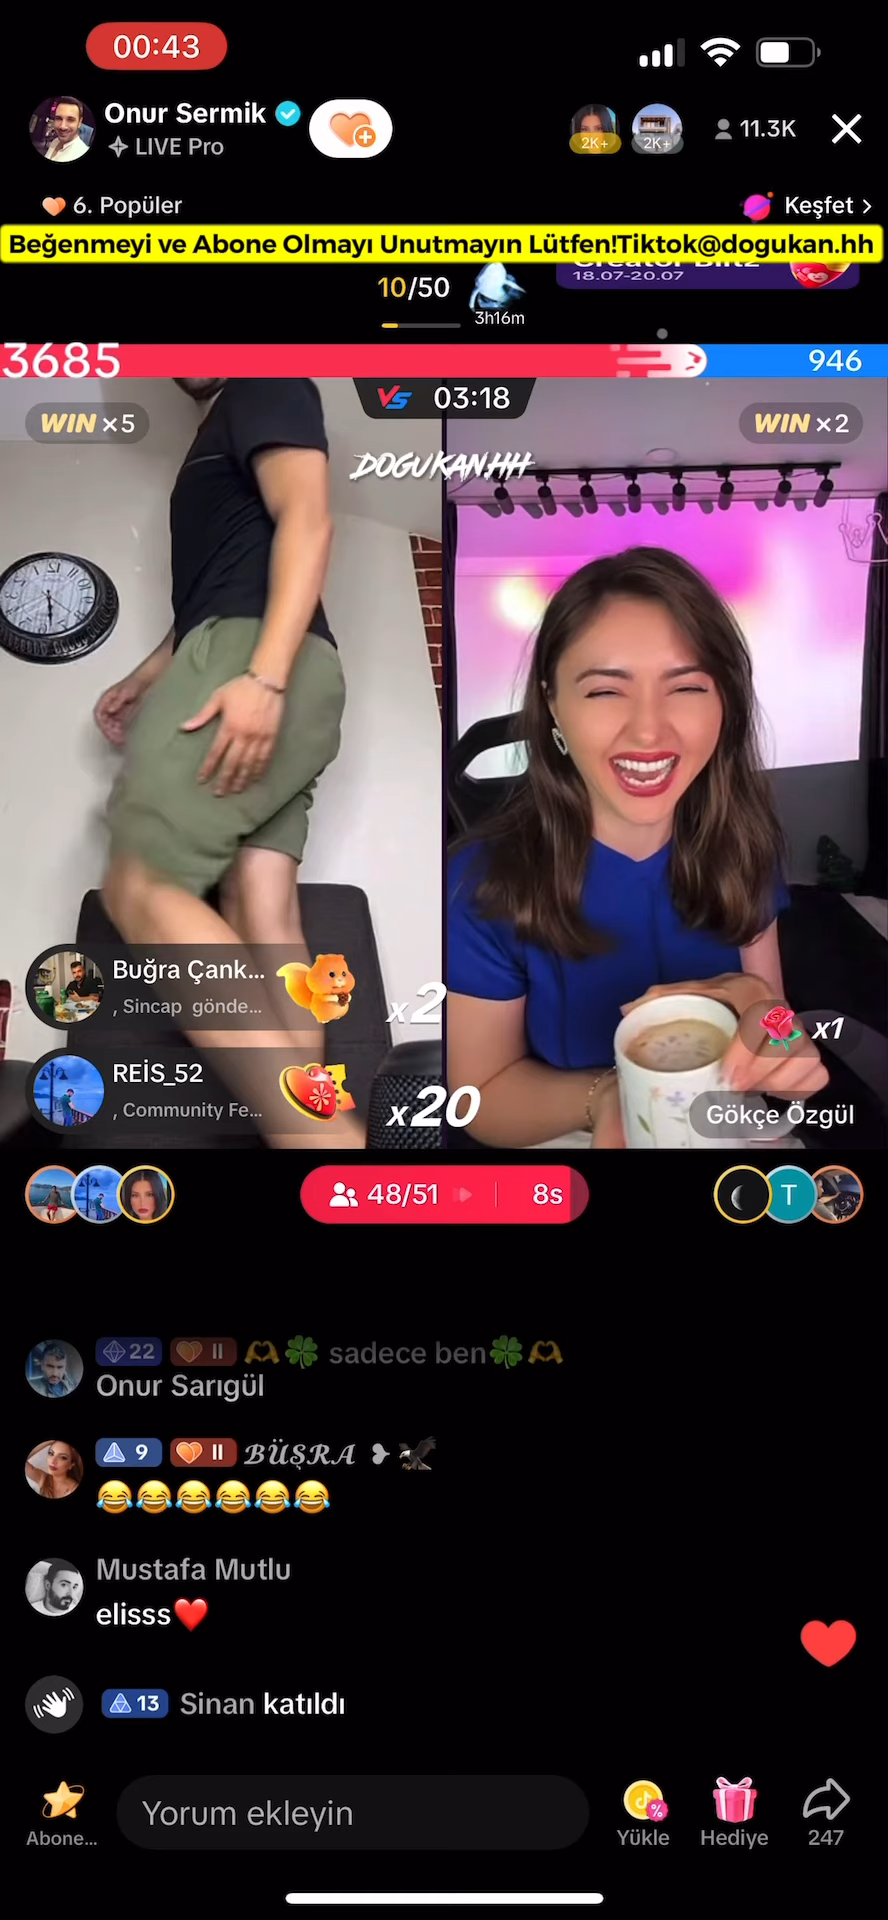 00:43
Onur Sermik
LIVE Pro
2K+
2K+
11.3K
6. Popüler
Keşfet >
Beğenmeyi ve Abone Olmayı Unutmayın Lütfen!Tiktok@dogukan.hh
10/50
18.07-20.07
3h16m
3685
946
WIN x5
VS 03:18
WIN x2
DOGUKAN.HH
Buğra Çank...
, Sincap gönde...
x2
x1
REİS_52
, Community Fe...
x20
Gökçe Özgül
48/51
8s
T
22 II 🫶🍀 sadece ben🍀🫶
Onur Sarıgül
9 II BÜŞRA ❥ 🦅
😂😂😂😂😂😂
Mustafa Mutlu
elisss❤️
13 Sinan katıldı
Abone...
Yorum ekleyin
Yükle
Hediye
247